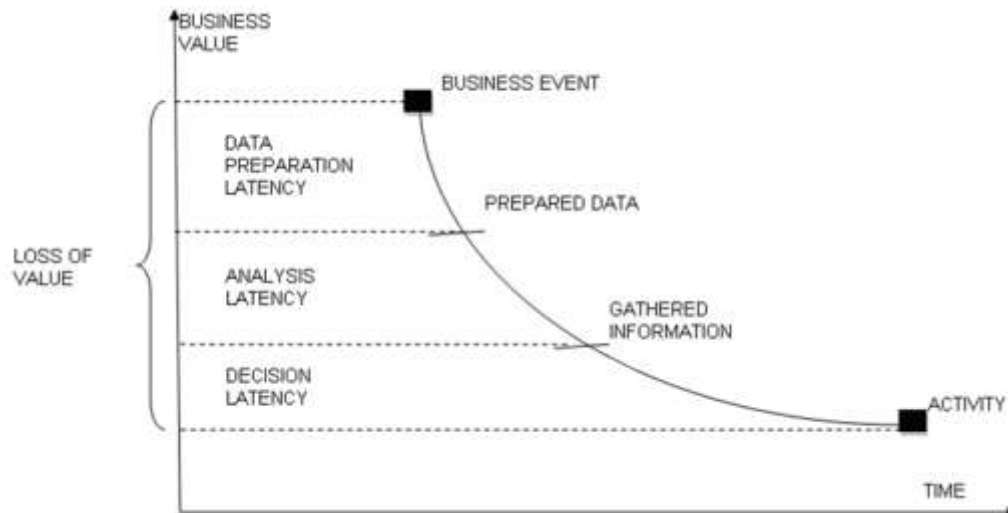 BUSINESS
VALUE
BUSINESS EVENT
DATA
PREPARATION
LATENCY
PREPARED DATA
LOSS OF
VALUE
ANALYSIS
LATENCY
GATHERED
INFORMATION
DECISION
LATENCY
ACTIVITY
TIME